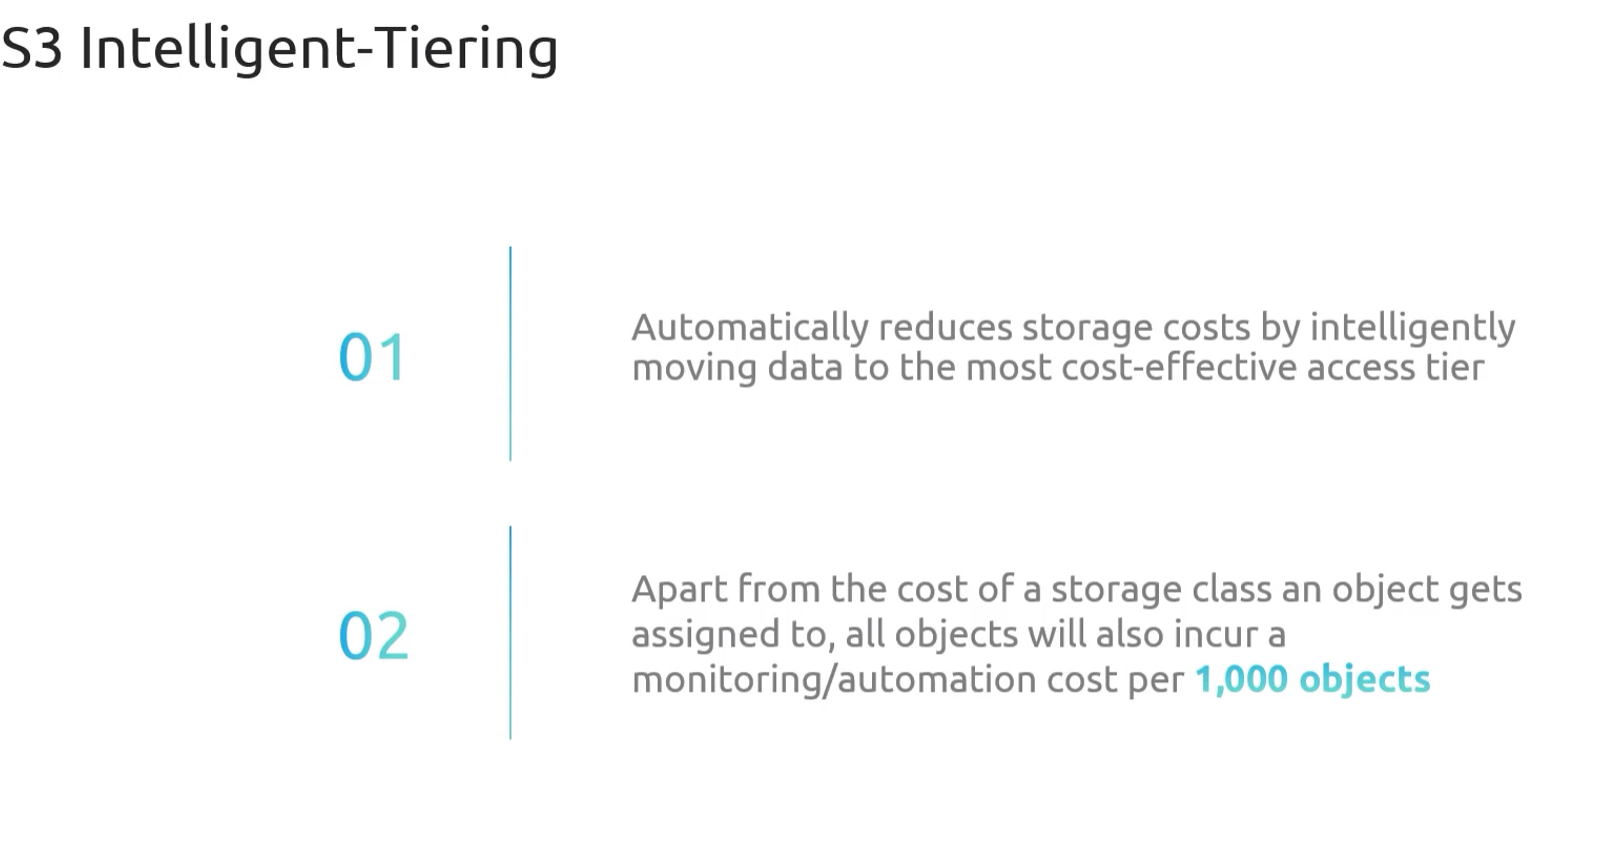 S3 Intelligent-Tiering
01
Automatically reduces storage costs by intelligently
moving data to the most cost-effective access tier
02
Apart from the cost of a storage class an object gets
assigned to, all objects will also incur a
monitoring/automation cost per 1,000 objects